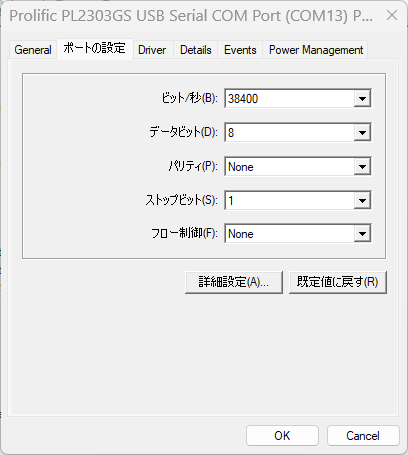 Prolific PL2303GS USB Serial COM Port (COM13) P...
General ポートの設定 Driver Details Events Power Management
ビット/秒(B): 38400
データ ビット(D): 8
パリティ(P): None
ストップ ビット(S): 1
フロー制御(F): None
詳細設定(A)... 既定値に戻す(R)
OK Cancel